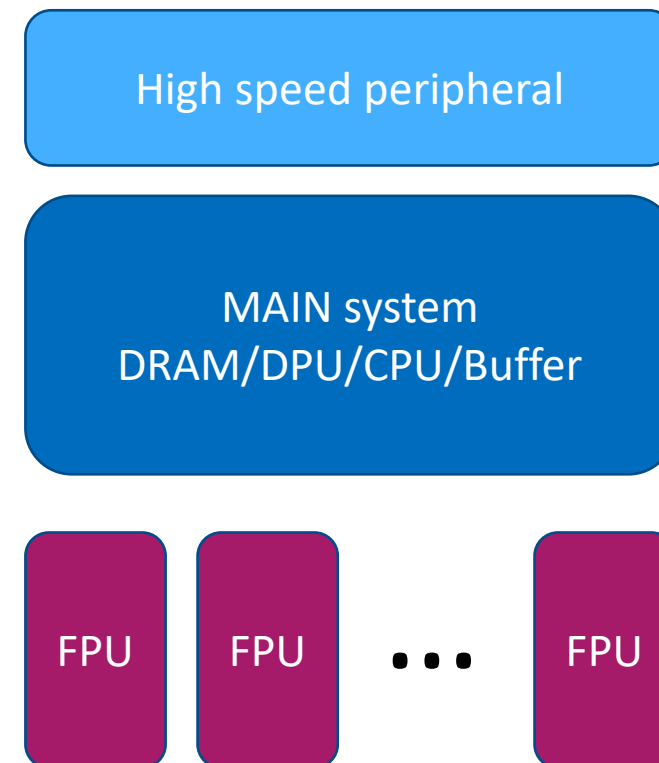 High speed peripheral
MAIN system
DRAM/DPU/CPU/Buffer
FPU
FPU
...
FPU